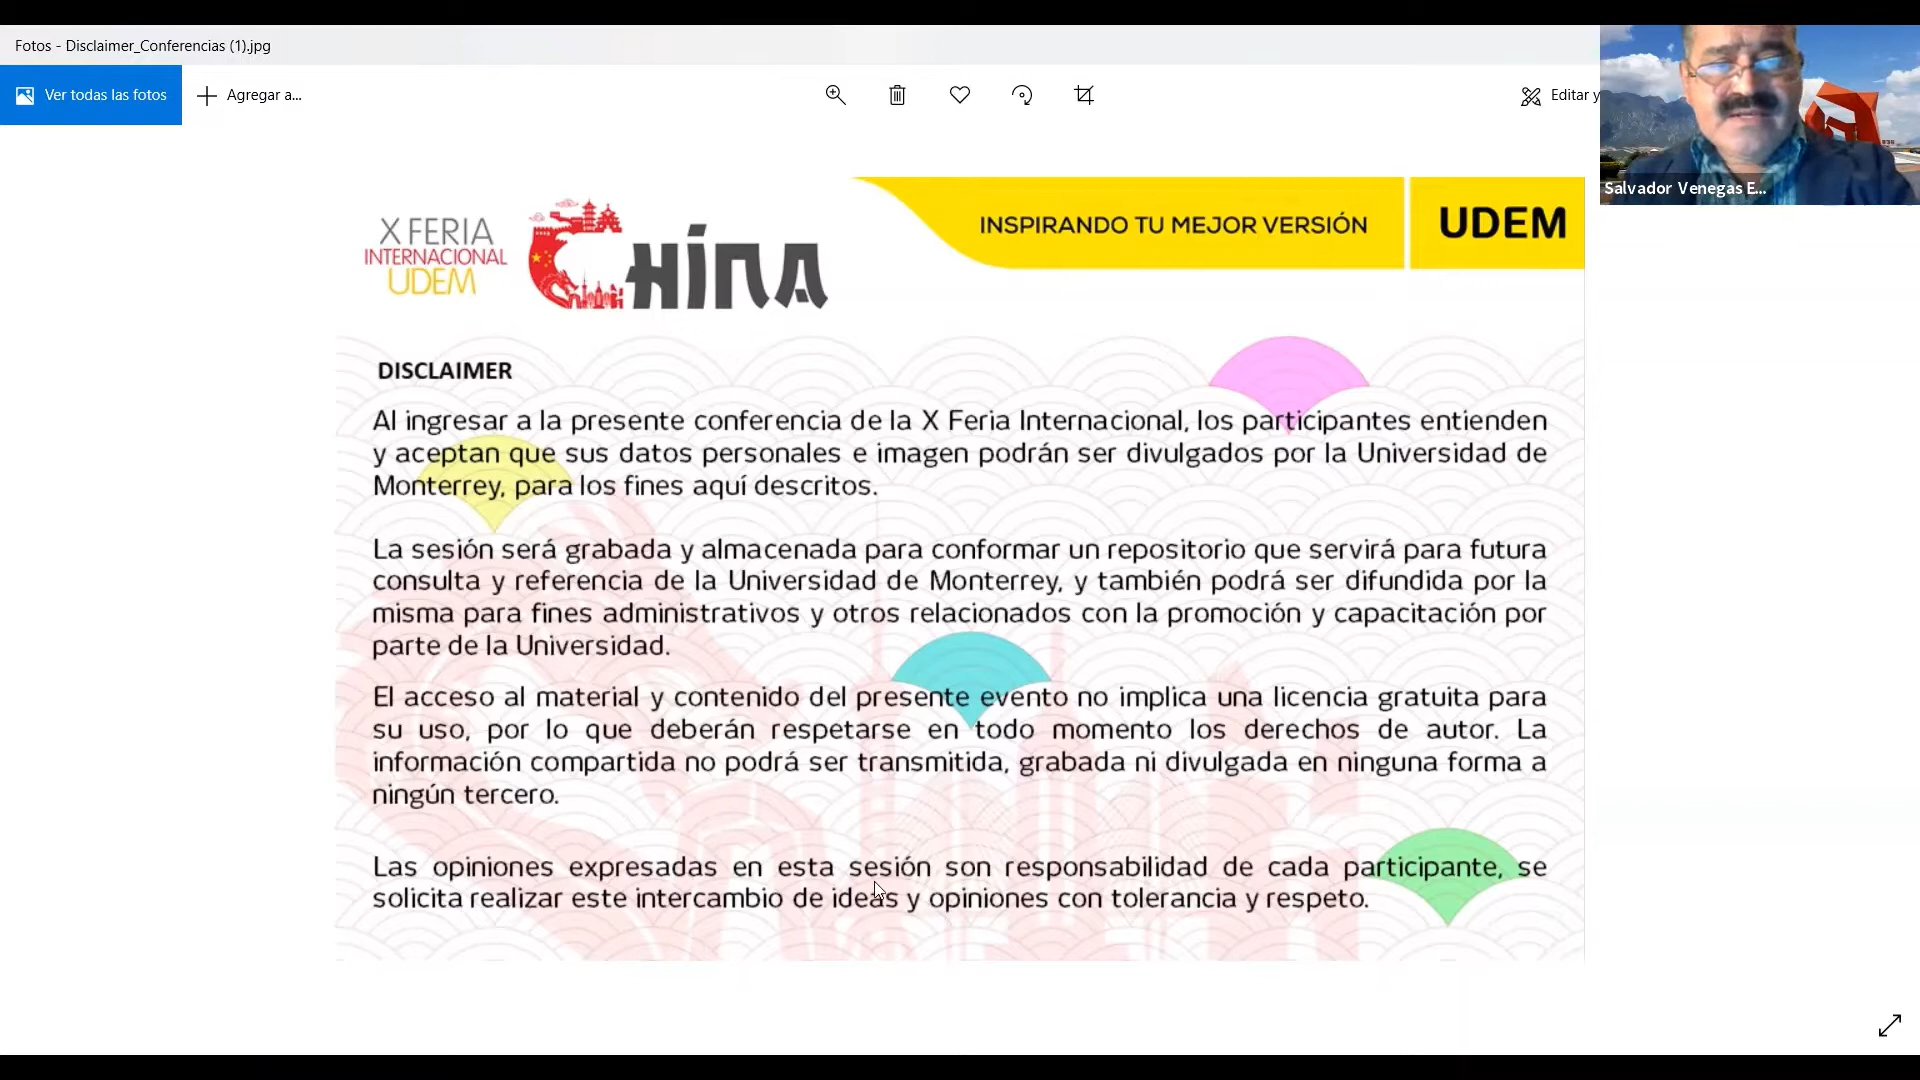 Fotos - Disclaimer_Conferencias (1).jpg
Ver todas las fotos
Agregar a...
Editar y
Salvador Venegas E...
X FERIA
INTERNACIONAL
UDEM
CHINA
INSPIRANDO TU MEJOR VERSIÓN
UDEM
DISCLAIMER
Al ingresar a la presente conferencia de la X Feria Internacional, los participantes entienden
y aceptan que sus datos personales e imagen podrán ser divulgados por la Universidad de
Monterrey, para los fines aquí descritos.
La sesión será grabada y almacenada para conformar un repositorio que servirá para futura
consulta y referencia de la Universidad de Monterrey, y también podrá ser difundida por la
misma para fines administrativos y otros relacionados con la promoción y capacitación por
parte de la Universidad.
El acceso al material y contenido del presente evento no implica una licencia gratuita para
su uso, por lo que deberán respetarse en todo momento los derechos de autor. La
información compartida no podrá ser transmitida, grabada ni divulgada en ninguna forma a
ningún tercero.
Las opiniones expresadas en esta sesión son responsabilidad de cada participante, se
solicita realizar este intercambio de ideas y opiniones con tolerancia y respeto.